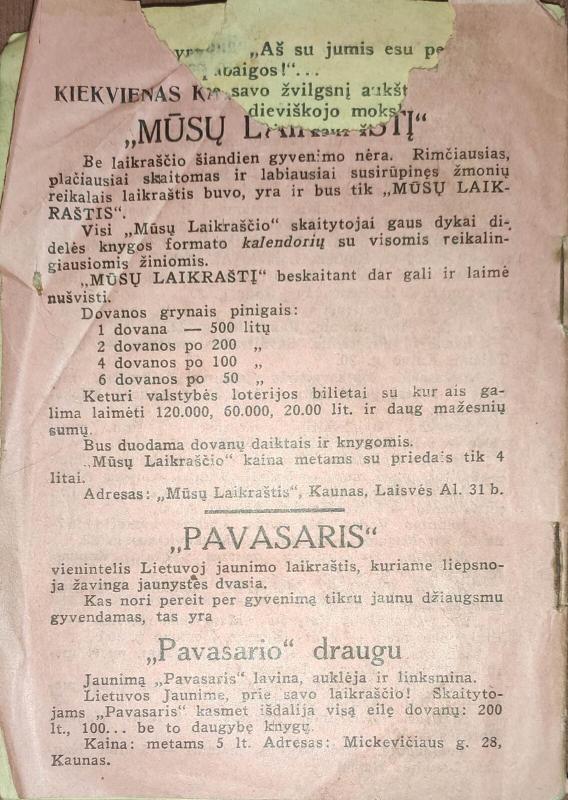 „Aš su jumis esu pe
baigos!"...
KIEKVIENAS savo žvilgsnį aukšt
dieviškojo moks
„MŪSŲ LAIKRAŠTĮ"
Be laikraščio šiandien gyvenimo nėra. Rimčiausias,
plačiausiai skaitomas ir labiausiai susirūpinęs žmonių
reikalais laikraštis buvo, yra ir bus tik „MŪSŲ LAIK-
RAŠTIS".
Visi „Mūsų Laikraščio" skaitytojai gaus dykai di-
delės knygos formato kalendorių su visomis reikalin-
giausiomis žiniomis.
„MŪSŲ LAIKRAŠTĮ" beskaitant dar gali ir laimė
nušvisti.
Dovanos grynais pinigais:
1 dovana — 500 litų
2 dovanos po 200 „
4 dovanos po 100 „
6 dovanos po 50 „
Keturi valstybės loterijos bilietai su kur ais ga-
lima laimėti 120.000, 60.000, 20.00 lit. ir daug mažesnių
sumų.
Bus duodama dovanų daiktais ir knygomis.
„Mūsų Laikraščio" kaina metams su priedais tik 4
litai.
Adresas: „Mūsų Laikraštis", Kaunas, Laisvės Al. 31 b.
„PAVASARIS"
vienintelis Lietuvoj jaunimo laikraštis, kuriame liepsno-
ja žavinga jaunystės dvasia.
Kas nori pereit per gyvenimą tikru jaunu džiaugsmu
gyvendamas, tas yra
„Pavasario" draugu
Jaunimą „Pavasaris" lavina, auklėja ir linksmina.
Lietuvos Jaunime, prie savo laikraščio! Skaityto-
jams „Pavasaris" kasmet išdalija visą eilę dovanų: 200
lt., 100... be to daugybę knygų.
Kaina: metams 5 lt. Adresas: Mickevičiaus g. 28,
Kaunas.